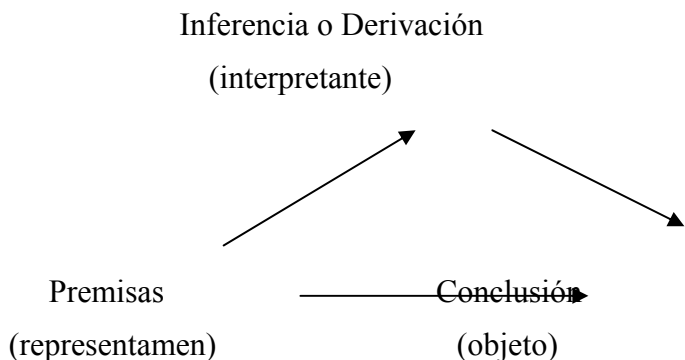 Inferencia o Derivación
(interpretante)
Premisas
Conclusión
(representamen)
(objeto)